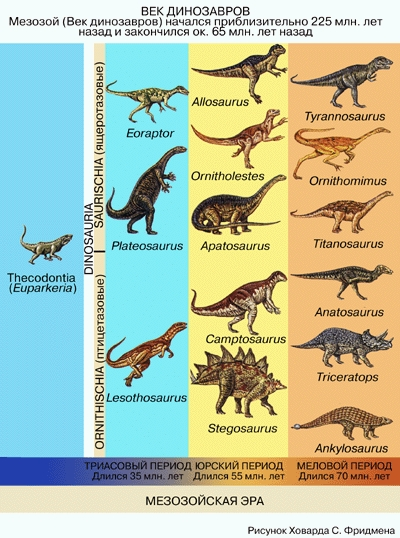 ВЕК ДИНОЗАВРОВ
Мезозой (Век динозавров) начался приблизительно 225 млн. лет
назад и закончился ок. 65 млн. лет назад
Thecodontia
(Euparkeria)
DINOSAURIA
SAURISCHIA (ящеротазовые)
ORNITHISCHIA (птицетазовые)
Eoraptor
Plateosaurus
Lesothosaurus
Allosaurus
Ornitholestes
Apatosaurus
Camptosaurus
Stegosaurus
Tyrannosaurus
Ornithomimus
Titanosaurus
Anatosaurus
Triceratops
Ankylosaurus
ТРИАСОВЫЙ ПЕРИОД
Длился 35 млн. лет
ЮРСКИЙ ПЕРИОД
Длился 55 млн. лет
МЕЛОВОЙ ПЕРИОД
Длился 70 млн. лет
МЕЗОЗОЙСКАЯ ЭРА
Рисунок Ховарда С. Фридмена